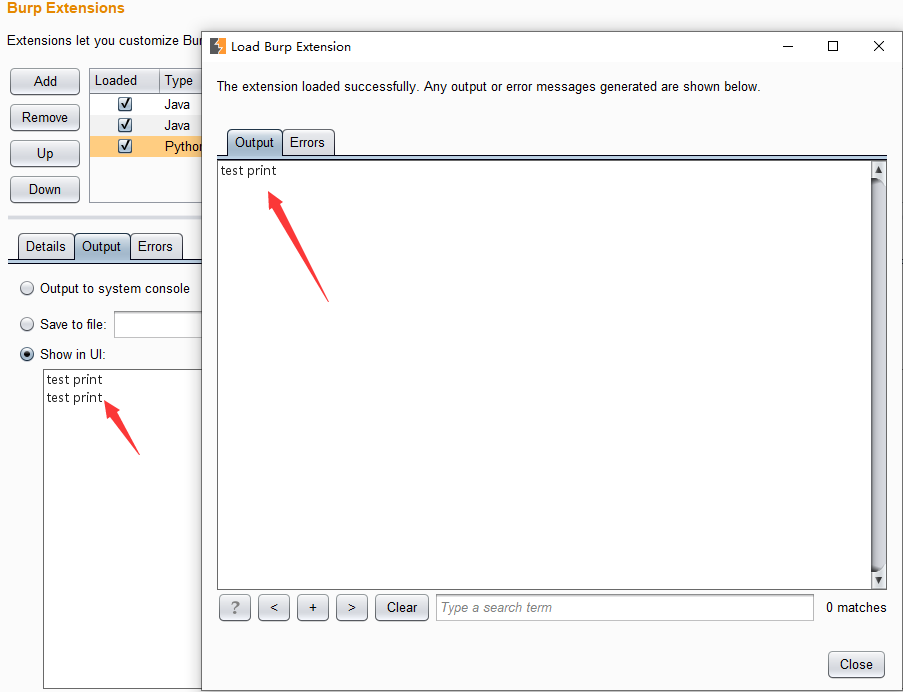 Burp Extensions
Extensions let you customize Bu
Add
Remove
Up
Down
Loaded Type
Java
Java
Python
Details Output Errors
Output to system console
Save to file:
Show in UI:
test print
test print
Load Burp Extension
The extension loaded successfully. Any output or error messages generated are shown below.
Output Errors
test print
? < + > Clear Type a search term 0 matches
Close